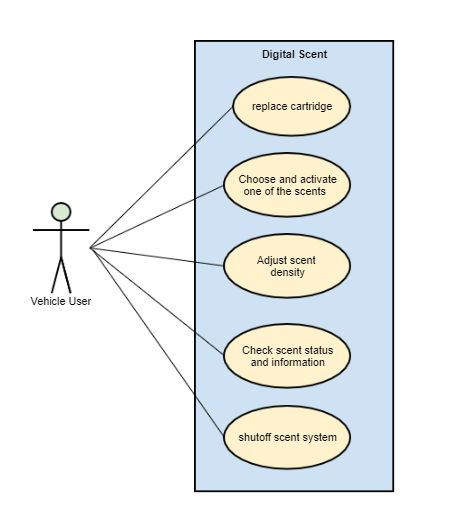 Digital Scent
replace cartridge
Choose and activate
one of the scents
Adjust scent
density
Vehicle User
Check scent status
and information
shutoff scent system